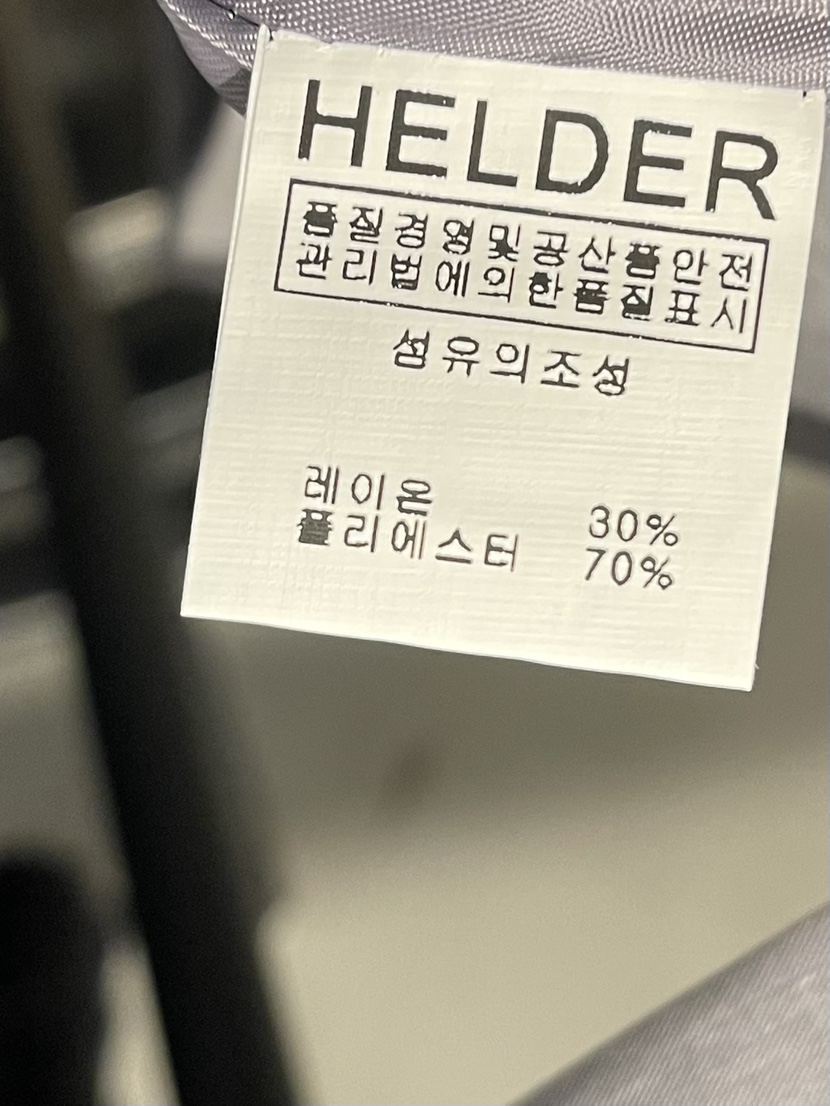 HELDER
품질경영및공산품안전
관리법에의한품질표시
섬유의조성
레이온 30%
폴리에스터 70%